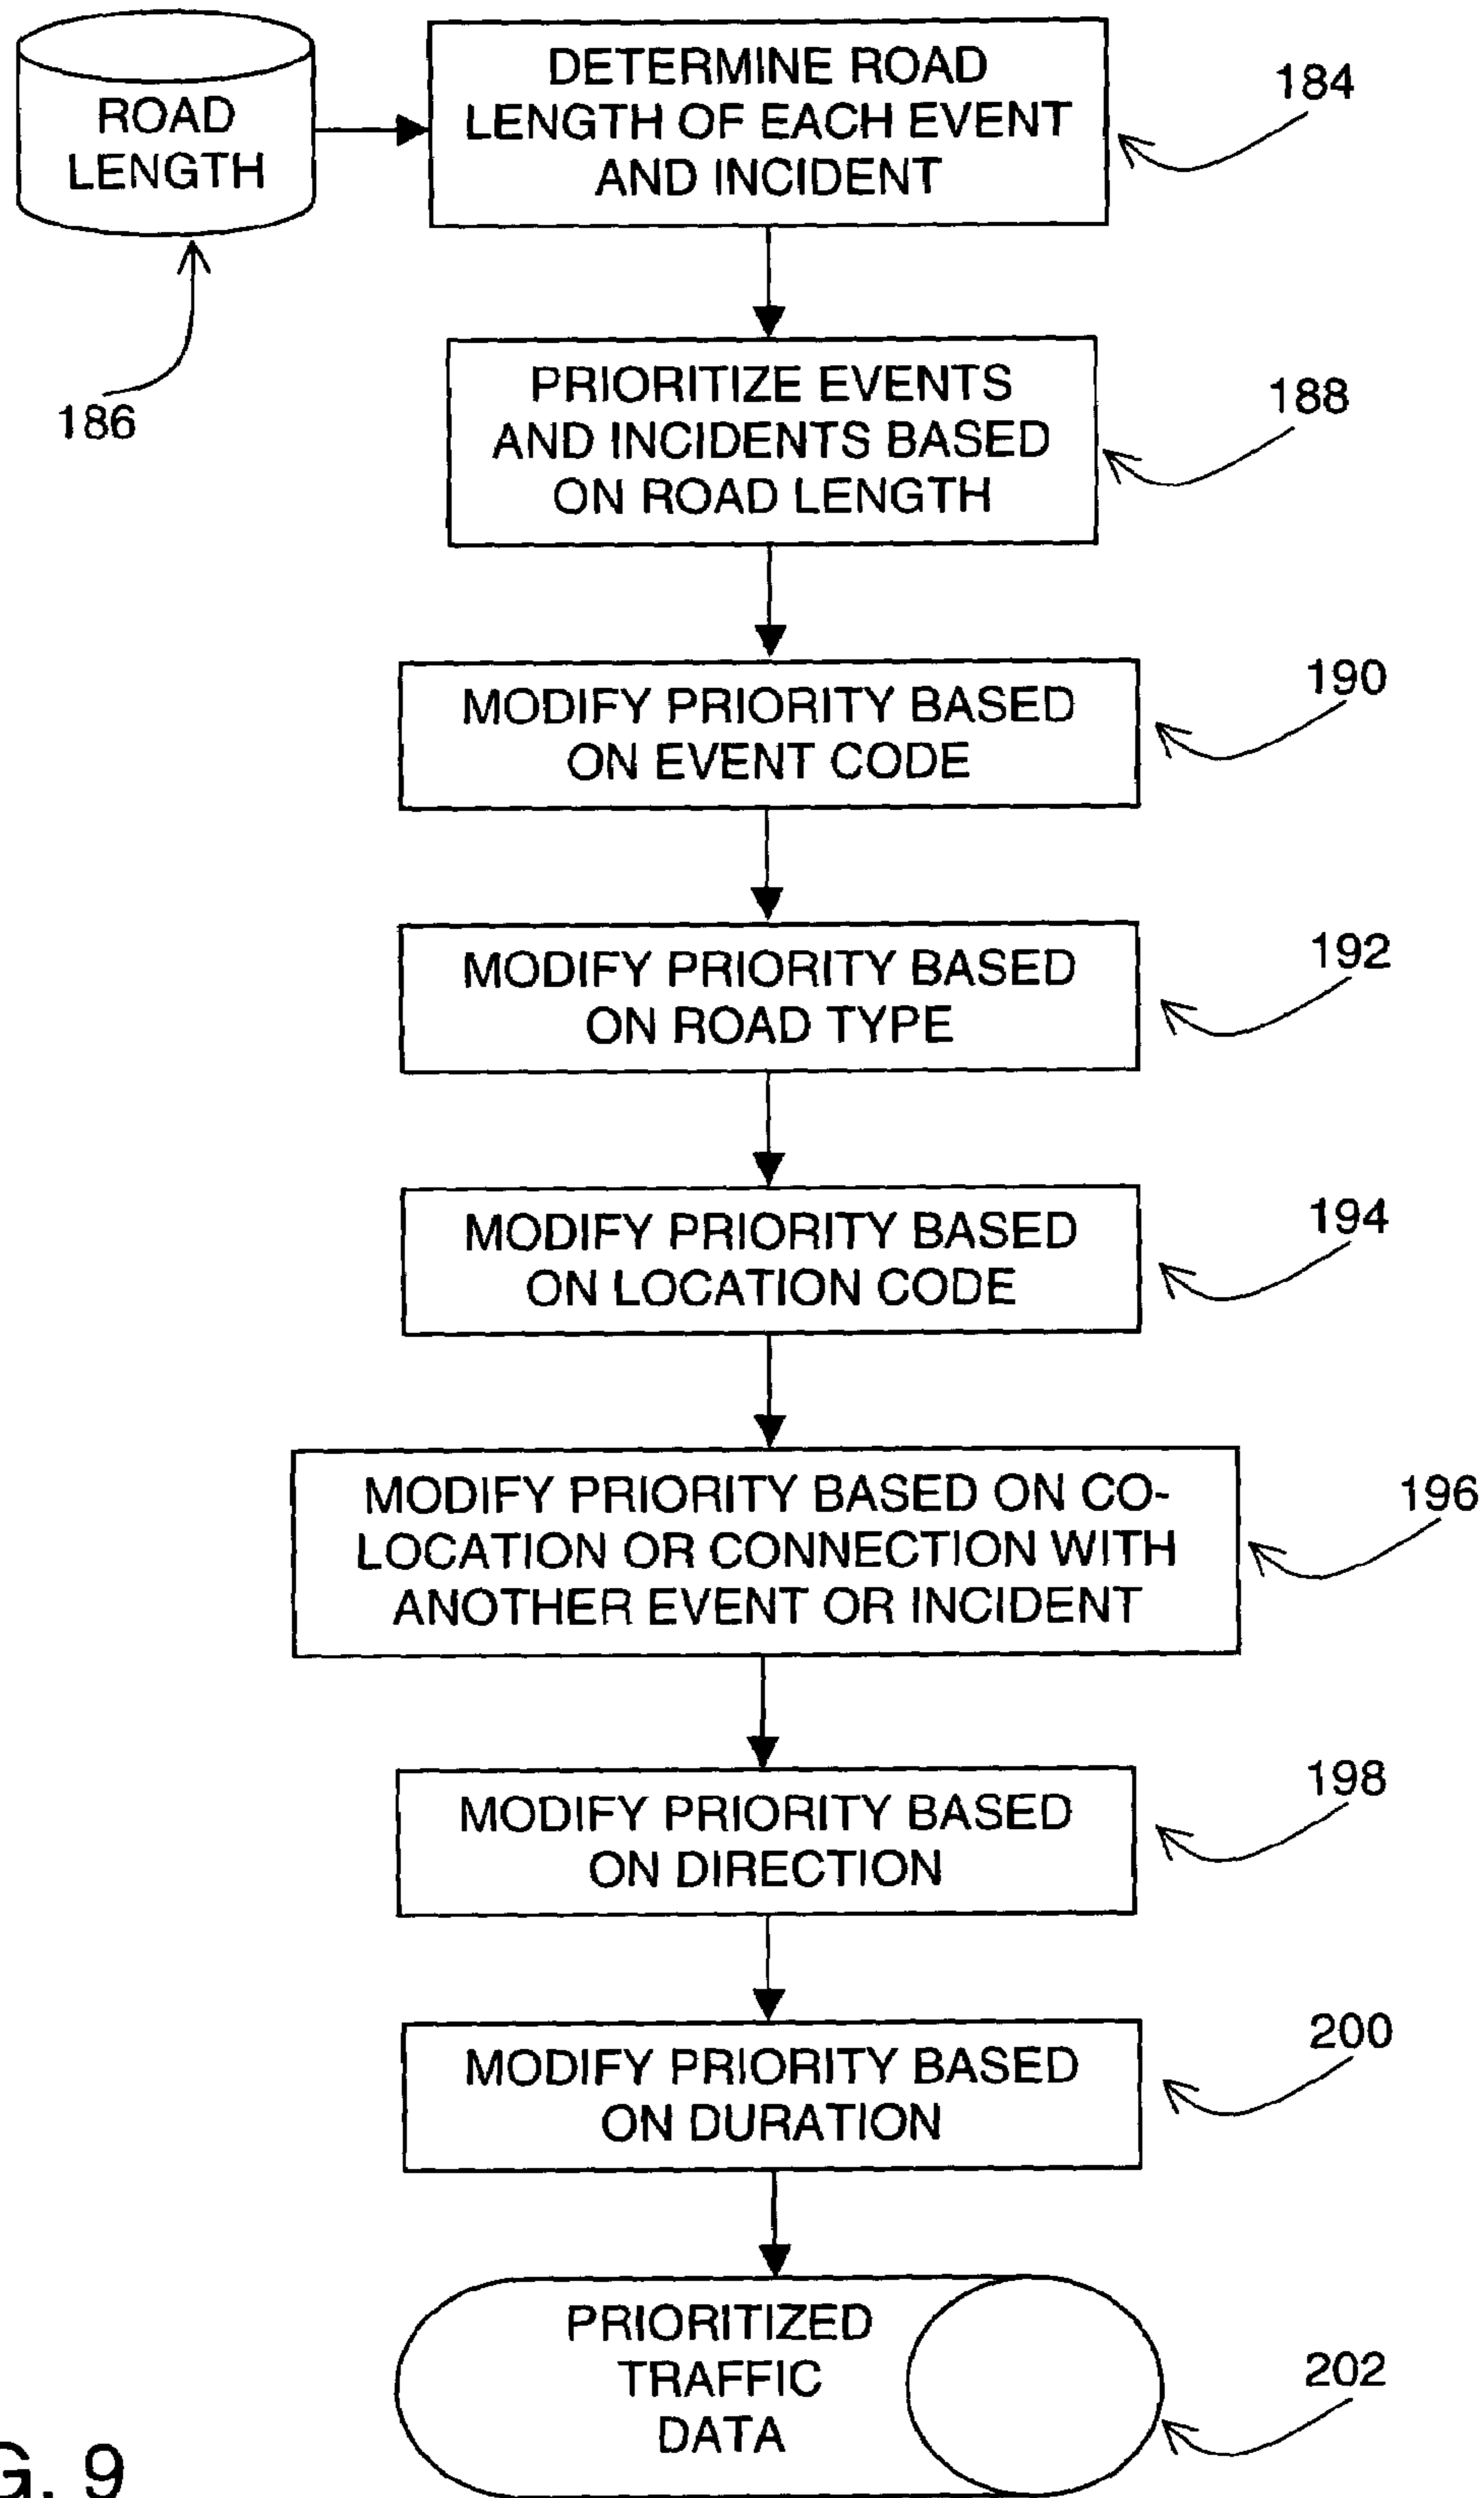 ROAD
LENGTH
186
DETERMINE ROAD
LENGTH OF EACH EVENT
AND INCIDENT
184
PRIORITIZE EVENTS
AND INCIDENTS BASED
ON ROAD LENGTH
188
MODIFY PRIORITY BASED
ON EVENT CODE
190
MODIFY PRIORITY BASED
ON ROAD TYPE
192
MODIFY PRIORITY BASED
ON LOCATION CODE
194
MODIFY PRIORITY BASED ON CO-
LOCATION OR CONNECTION WITH
ANOTHER EVENT OR INCIDENT
196
MODIFY PRIORITY BASED
ON DIRECTION
198
MODIFY PRIORITY BASED
ON DURATION
200
PRIORITIZED
TRAFFIC
DATA
202
G. 9